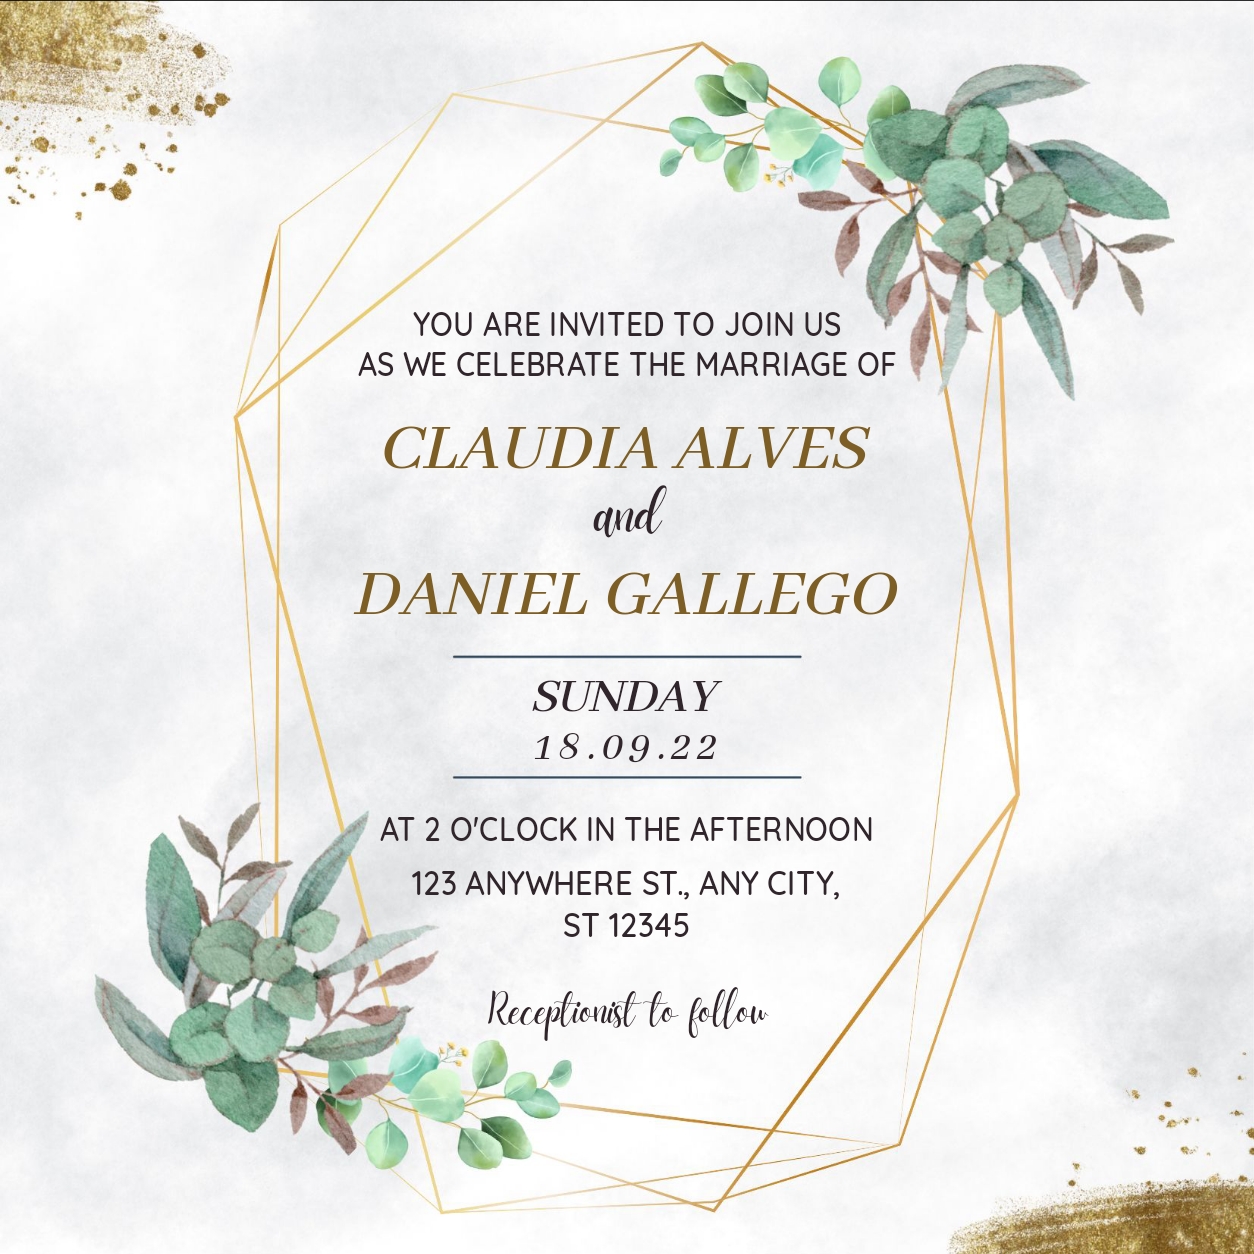 YOU ARE INVITED TO JOIN US
AS WE CELEBRATE THE MARRIAGE OF
CLAUDIA ALVES
and
DANIEL GALLEGO
SUNDAY
18.09.22
AT 2 O'CLOCK IN THE AFTERNOON
123 ANYWHERE ST., ANY CITY,
ST 12345
Receptionist to follow